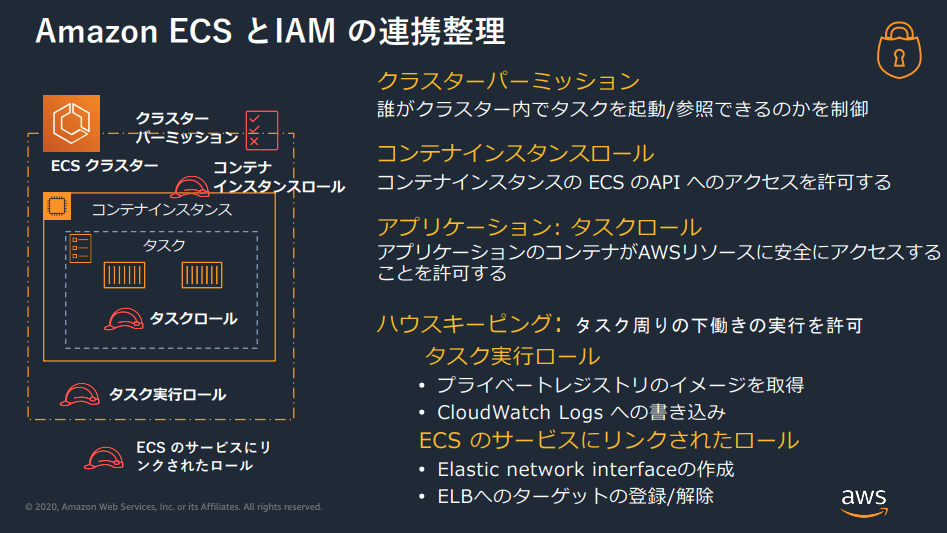 Amazon ECS とIAM の連携整理
クラスター
パーミッション
ECS クラスター
コンテナ
インスタンスロール
コンテナインスタンス
タスク
タスクロール
タスク実行ロール
ECS のサービスにリ
ンクされたロール
クラスターパーミッション
誰がクラスター内でタスクを起動/参照できるのかを制御
コンテナインスタンスロール
コンテナインスタンスの ECS のAPI へのアクセスを許可する
アプリケーション: タスクロール
アプリケーションのコンテナがAWSリソースに安全にアクセスする
ことを許可する
ハウスキーピング: タスク周りの下働きの実行を許可
タスク実行ロール
• プライベートレジストリのイメージを取得
• CloudWatch Logs への書き込み
ECS のサービスにリンクされたロール
• Elastic network interfaceの作成
• ELBへのターゲットの登録/解除
© 2020, Amazon Web Services, Inc. or its Affiliates. All rights reserved.
aws